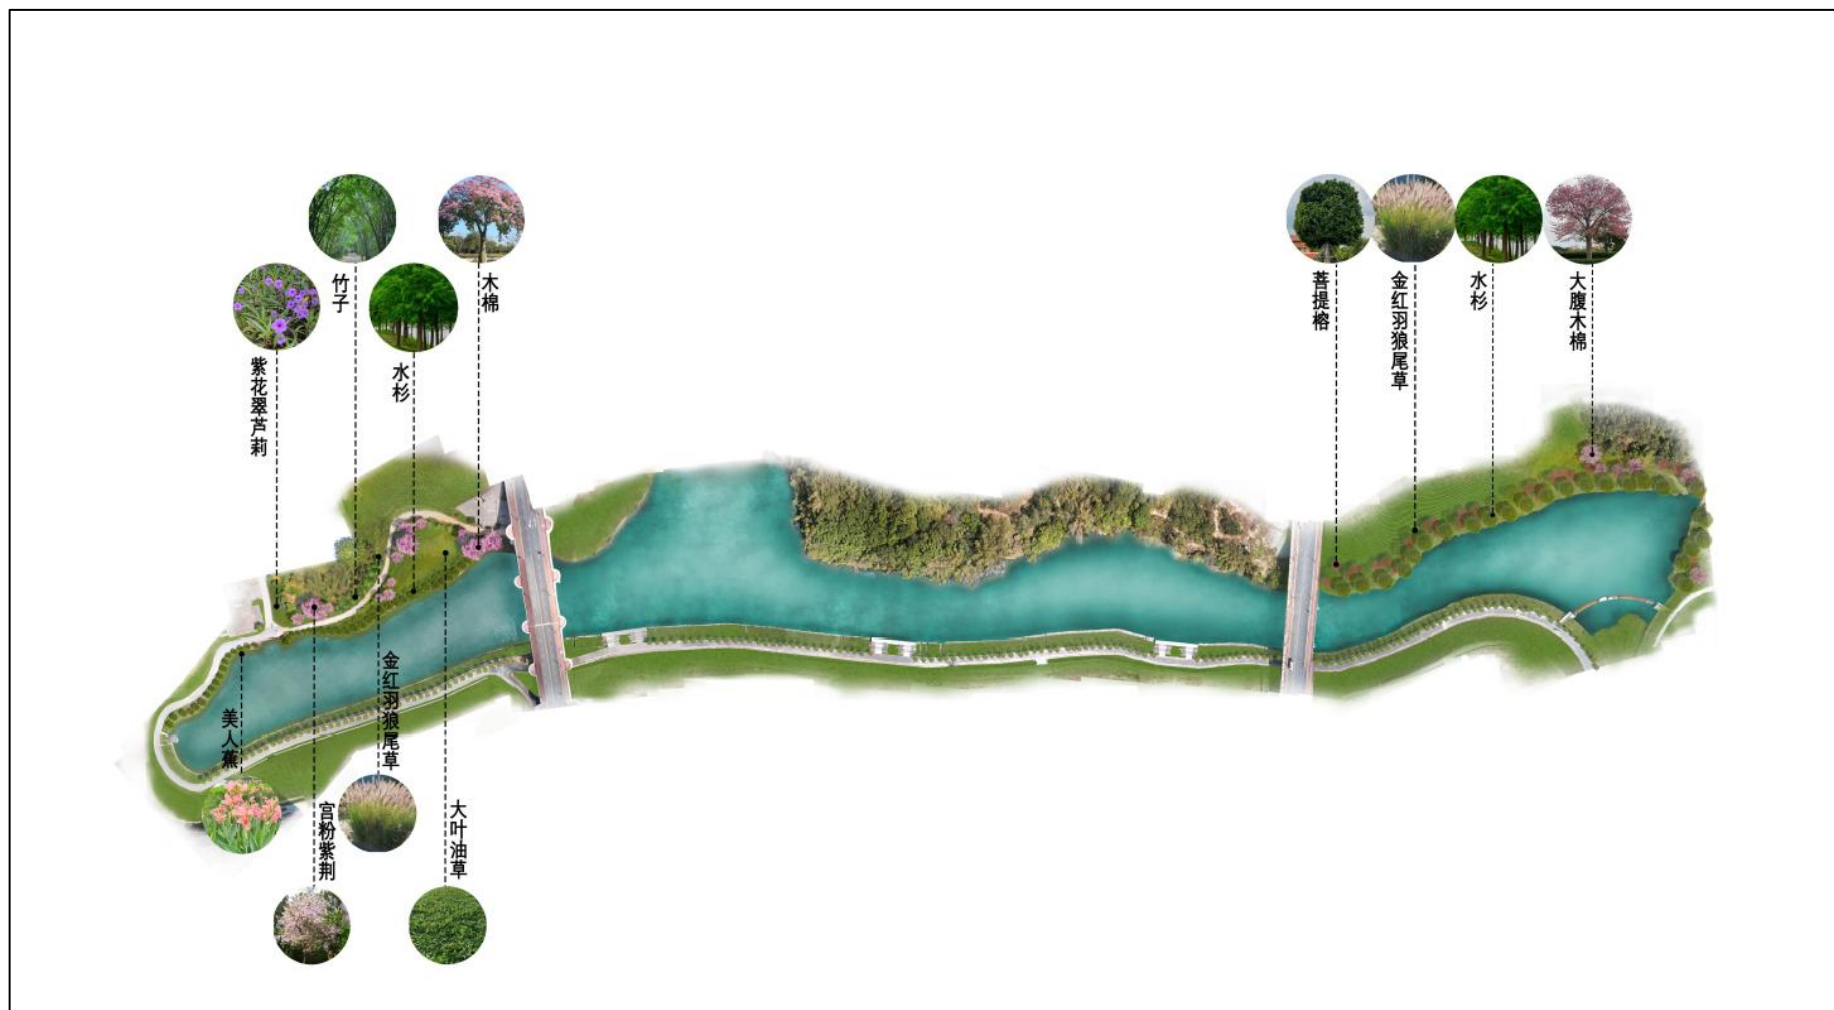 紫花翠芦莉
竹子
水杉
木棉
菩提榕
金红羽狼尾草
水杉
大腹木棉
美人蕉
宫粉紫荆
金红羽狼尾草
大叶油草